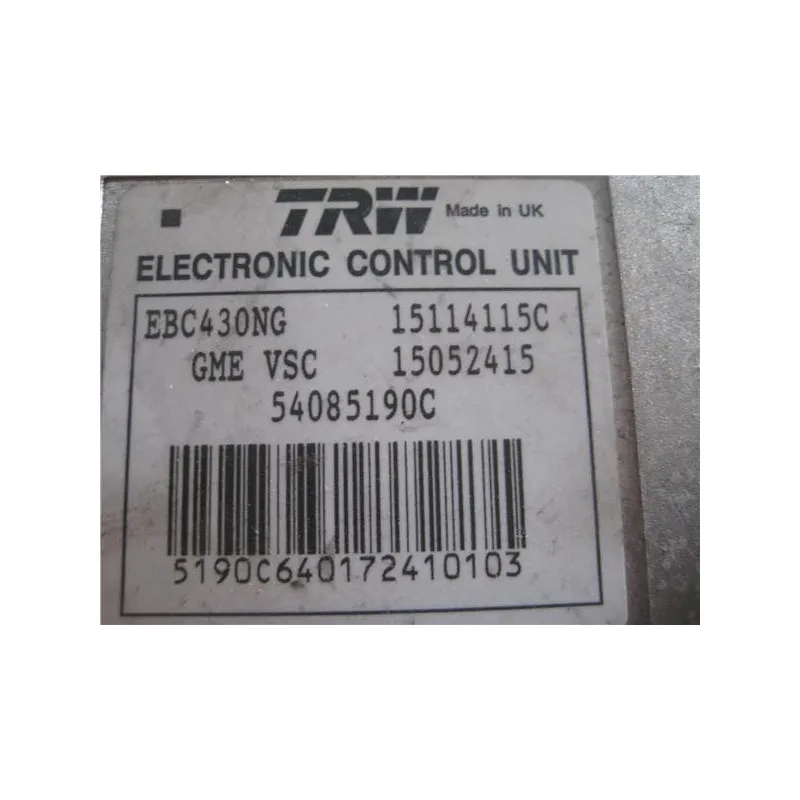 TRW Made in UK
ELECTRONIC CONTROL UNIT
EBC430NG 15114115C
GME VSC 15052415
54085190C
5190C640172410103